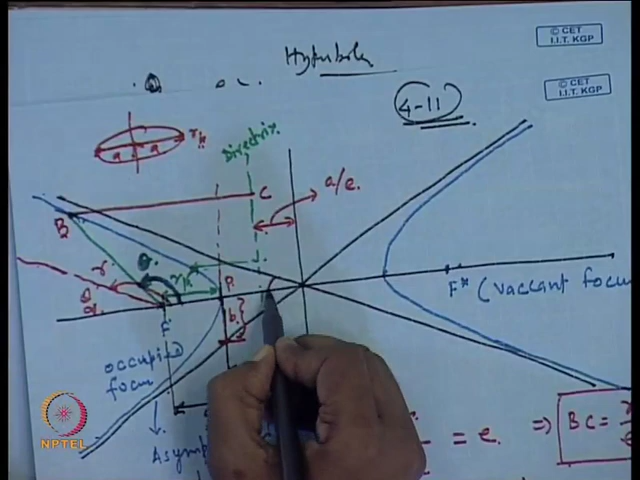 Hyperbola
© CET
I.I.T. KGP
© CET
I.I.T. KGP
4-11
Directrix
a/e.
a a
C
B
r
θ
P
b
F
F* (vaccant focu
occupied
focus
Asymp
= e. ⇒ BC = r/e
NPTEL